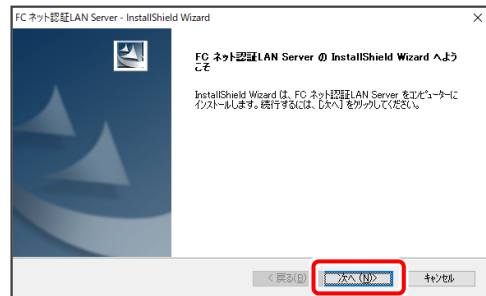 FC ネット認証LAN Server - InstallShield Wizard
FC ネット認証LAN Server の InstallShield Wizard へよう
こそ
InstallShield Wizard は、FC ネット認証LAN Server をコンピューターに
インストールします。続行するには、[次へ] をクリックしてください。
< 戻る(B)
次へ (N)>
キャンセル